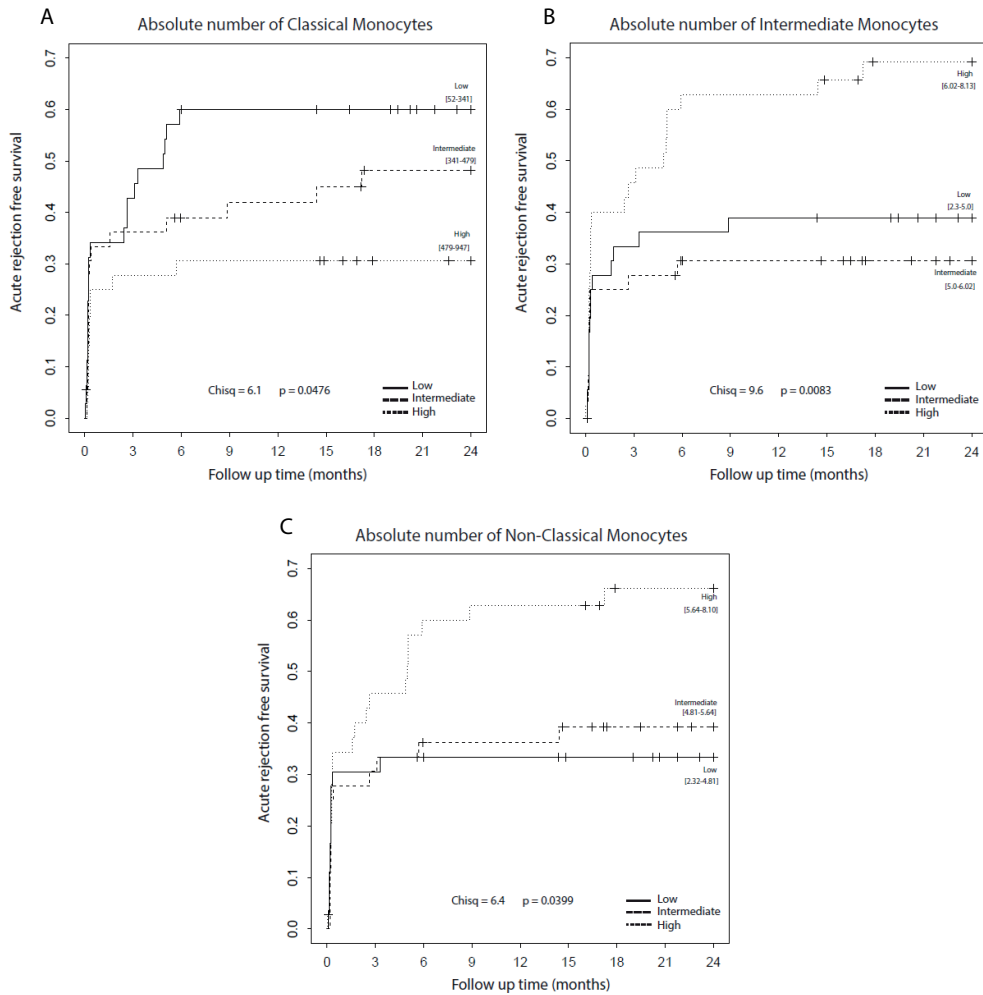 A
Absolute number of Classical Monocytes
Acute rejection free survival
0.7
0.6
0.5
0.4
0.3
0.2
0.1
0.0
Low
[52-341]
Intermediate
[341-479]
High
[479-947]
Chisq = 6.1 p = 0.0476
Low
Intermediate
High
0 3 6 9 12 15 18 21 24
Follow up time (months)
B
Absolute number of Intermediate Monocytes
Acute rejection free survival
0.7
0.6
0.5
0.4
0.3
0.2
0.1
0.0
High
[6.02-8.13]
Low
[2.3-5.0]
Intermediate
[5.0-6.02]
Chisq = 9.6 p = 0.0083
Low
Intermediate
High
0 3 6 9 12 15 18 21 24
Follow up time (months)
C
Absolute number of Non-Classical Monocytes
Acute rejection free survival
0.7
0.6
0.5
0.4
0.3
0.2
0.1
0.0
High
[5.64-8.10]
Intermediate
[4.81-5.64]
Low
[2.32-4.81]
Chisq = 6.4 p = 0.0399
Low
Intermediate
High
0 3 6 9 12 15 18 21 24
Follow up time (months)